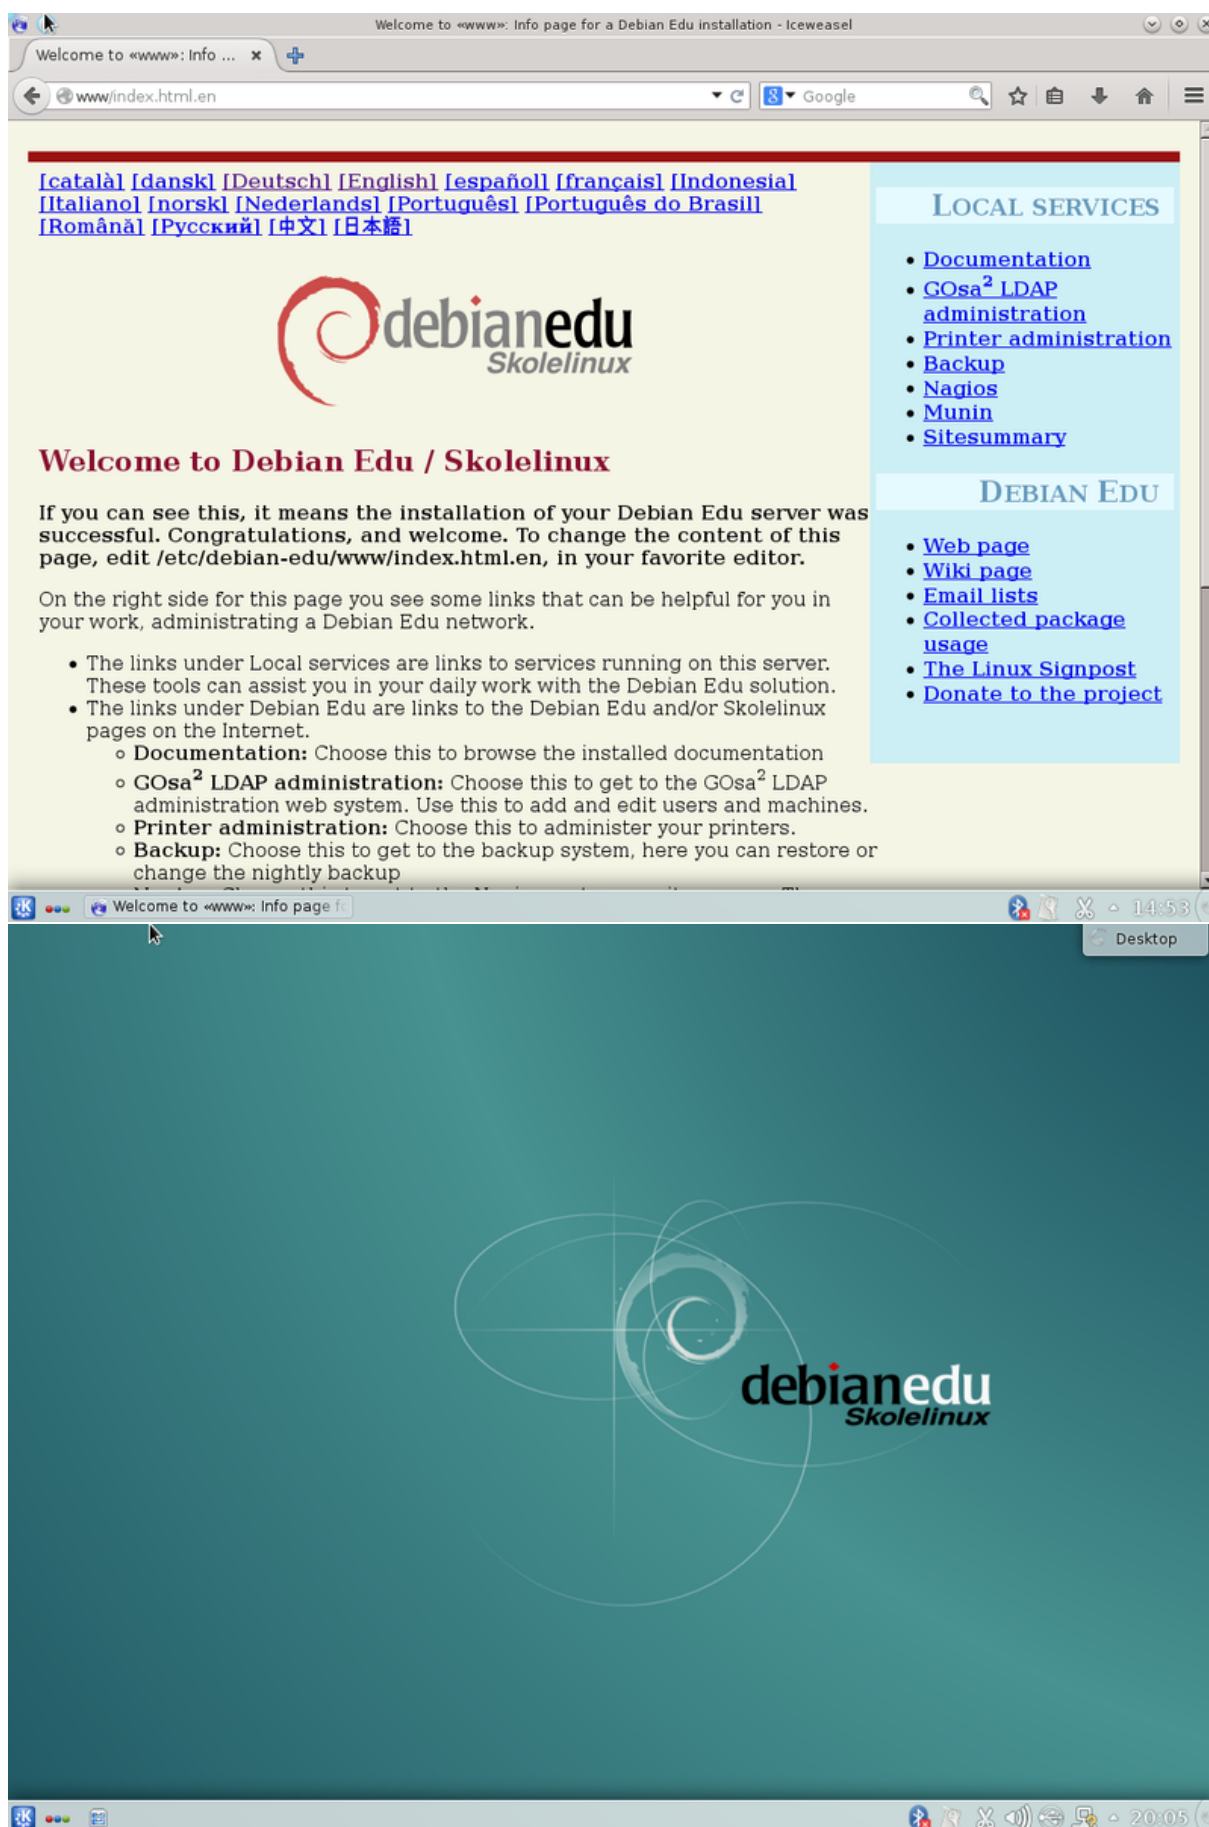 Welcome to «www»: Info page for a Debian Edu installation - Iceweasel
Welcome to «www»: Info ...
www/index.html.en
Google
[català] [dansk] [Deutsch] [English] [español] [français] [Indonesia]
[Italiano] [norsk] [Nederlands] [Português] [Português do Brasil]
[Română] [Русский] [中文] [日本語]
debianedu
Skolelinux
Welcome to Debian Edu / Skolelinux
If you can see this, it means the installation of your Debian Edu server was
successful. Congratulations, and welcome. To change the content of this
page, edit /etc/debian-edu/www/index.html.en, in your favorite editor.
On the right side for this page you see some links that can be helpful for you in
your work, administrating a Debian Edu network.
• The links under Local services are links to services running on this server.
These tools can assist you in your daily work with the Debian Edu solution.
• The links under Debian Edu are links to the Debian Edu and/or Skolelinux
pages on the Internet.
◦ Documentation: Choose this to browse the installed documentation
◦ GOsa² LDAP administration: Choose this to get to the GOsa² LDAP
administration web system. Use this to add and edit users and machines.
◦ Printer administration: Choose this to administer your printers.
◦ Backup: Choose this to get to the backup system, here you can restore or
change the nightly backup
Local services
• Documentation
• GOsa² LDAP
administration
• Printer administration
• Backup
• Nagios
• Munin
• Sitesummary
Debian Edu
• Web page
• Wiki page
• Email lists
• Collected package
usage
• The Linux Signpost
• Donate to the project
Welcome to «www»: Info page fo
14:53
Desktop
debianedu
Skolelinux
20:05